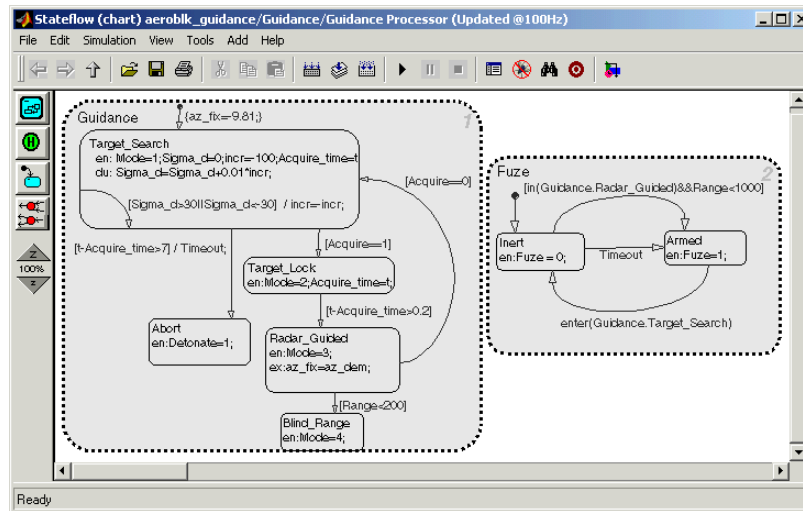 Stateflow (chart) aeroblk_guidance/Guidance/Guidance Processor (Updated @100Hz)
File Edit Simulation View Tools Add Help
Guidance
{az_fix=-9.81;}
1
Target_Search
en: Mode=1;Sigma_d=0;incr=-100;Acquire_time=t
du: Sigma_d=Sigma_d+0.01*incr;
[Sigma_d>30||Sigma_d<-30] / incr=-incr;
[Acquire==0]
[t-Acquire_time>7] / Timeout;
[Acquire==1]
Target_Lock
en:Mode=2;Acquire_time=t;
[t-Acquire_time>0.2]
Abort
en:Detonate=1;
Radar_Guided
en:Mode=3;
ex:az_fix=az_dem;
[Range<200]
Blind_Range
en:Mode=4;
Fuze
2
[in(Guidance.Radar_Guided)&&Range<1000]
Inert
en:Fuze = 0;
Timeout
Armed
en:Fuze=1;
enter(Guidance.Target_Search)
H
Z
100%
z
Ready